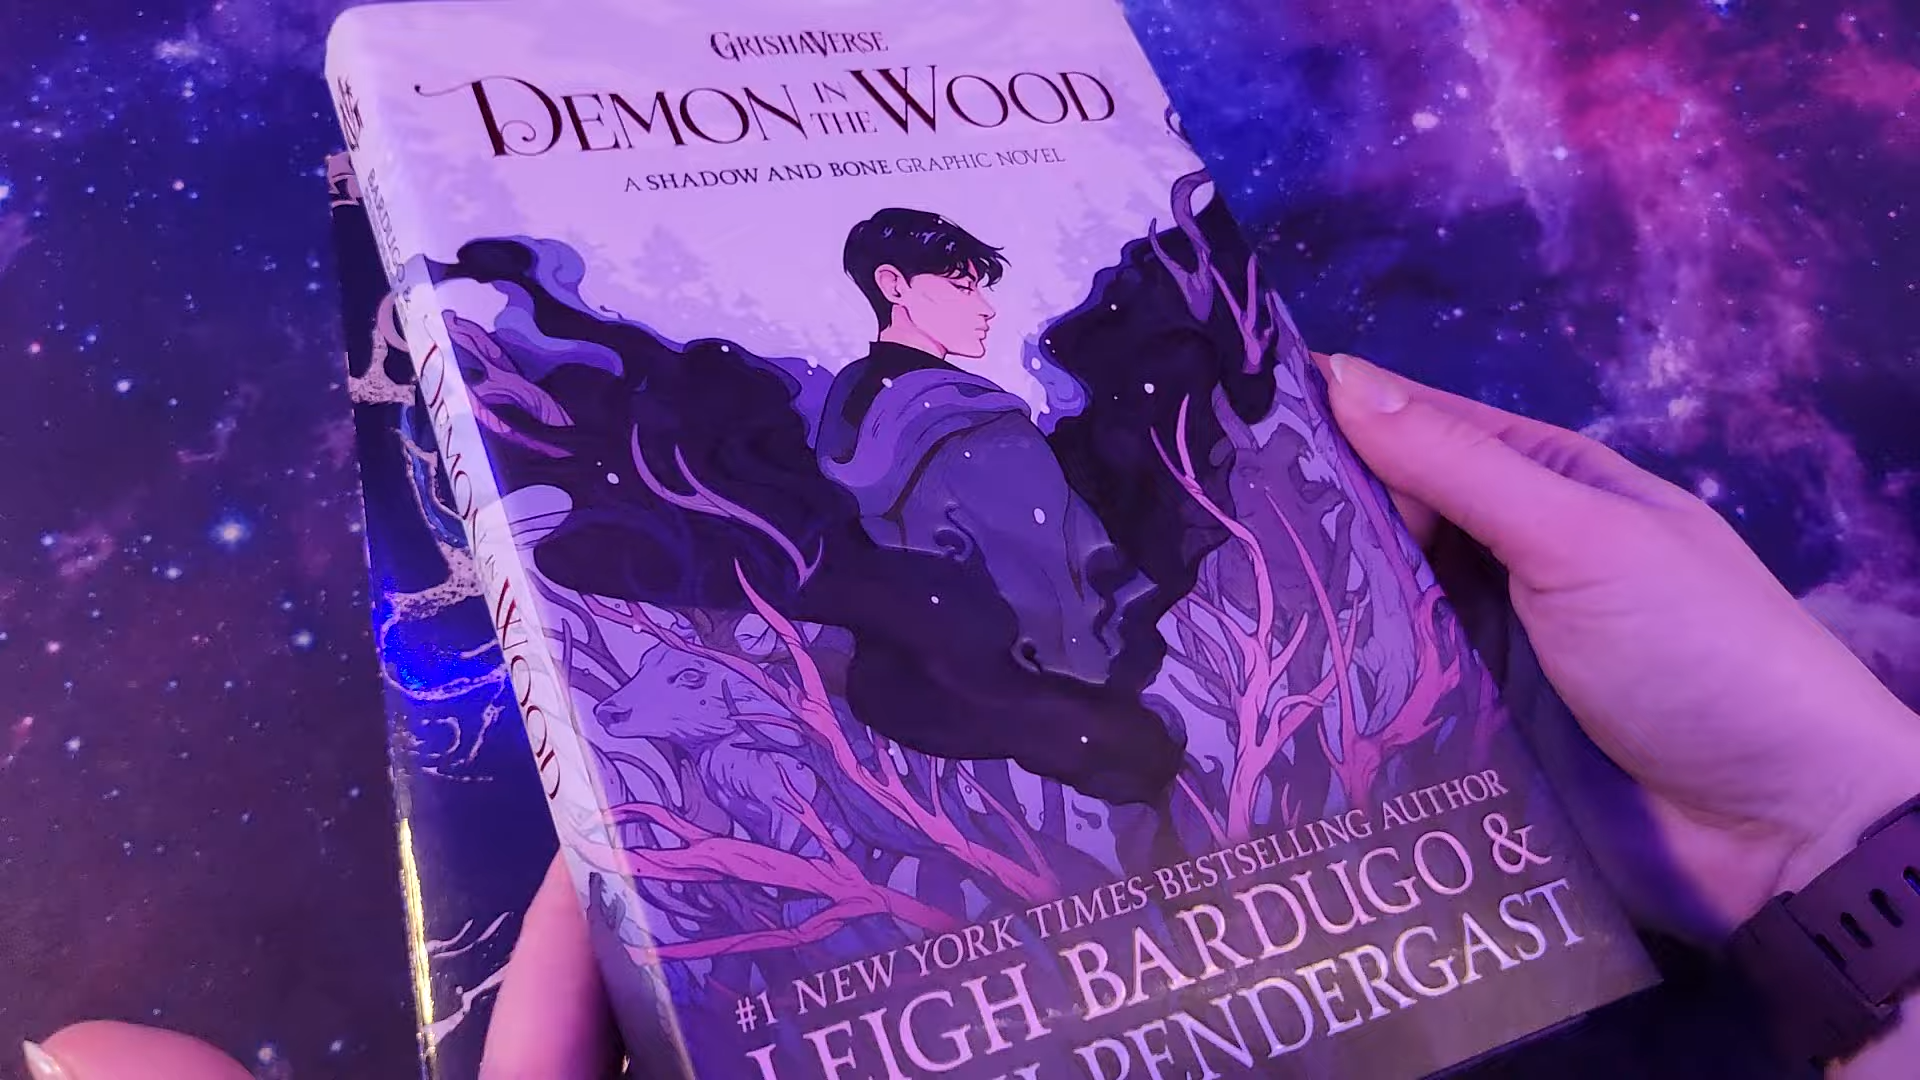 GRISHAVERSE
DEMON IN THE WOOD
A SHADOW AND BONE GRAPHIC NOVEL
#1 NEW YORK TIMES-BESTSELLING AUTHOR
LEIGH BARDUGO &
PENDERGAST
BARDUGO &
DEMON IN THE WOOD